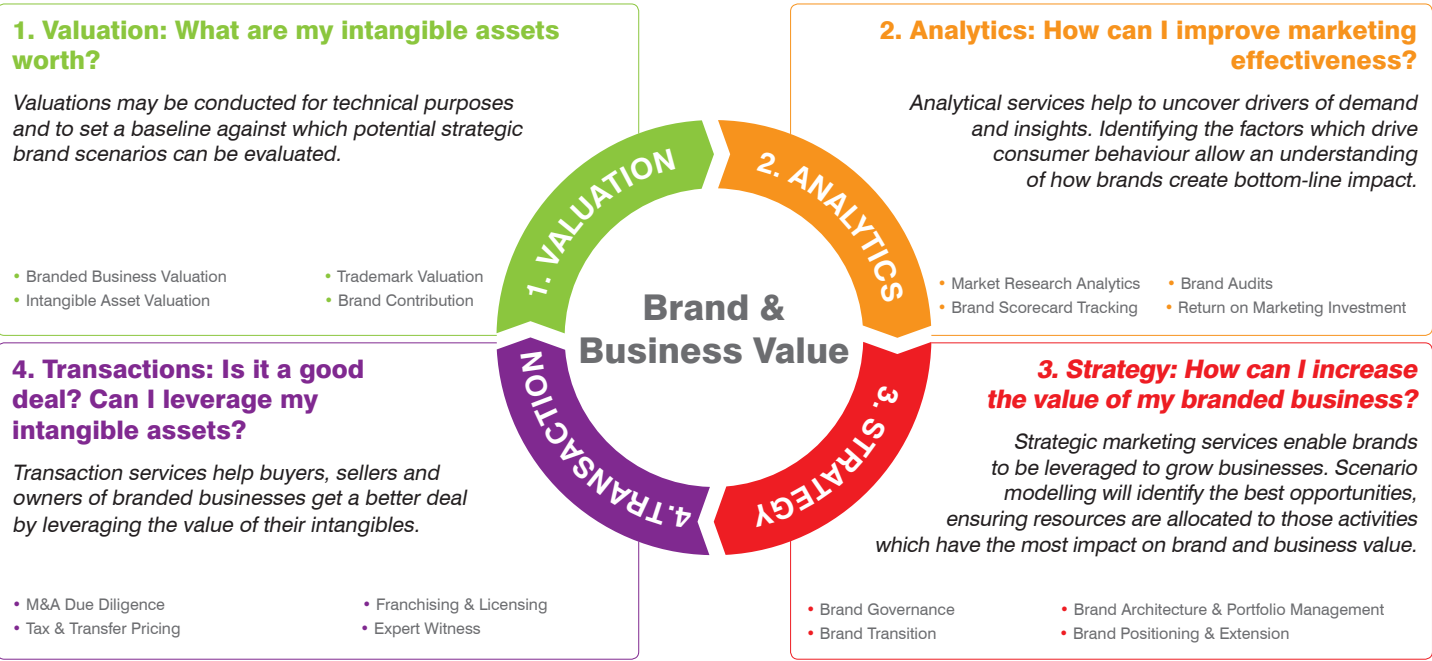 1. Valuation: What are my intangible assets
worth?
Valuations may be conducted for technical purposes
and to set a baseline against which potential strategic
brand scenarios can be evaluated.
• Branded Business Valuation
• Trademark Valuation
• Intangible Asset Valuation
• Brand Contribution
2. Analytics: How can I improve marketing
effectiveness?
Analytical services help to uncover drivers of demand
and insights. Identifying the factors which drive
consumer behaviour allow an understanding
of how brands create bottom-line impact.
• Market Research Analytics
• Brand Audits
• Brand Scorecard Tracking
• Return on Marketing Investment
1. VALUATION
2. ANALYTICS
3. STRATEGY
4. TRANSACTION
Brand &
Business Value
4. Transactions: Is it a good
deal? Can I leverage my
intangible assets?
Transaction services help buyers, sellers and
owners of branded businesses get a better deal
by leveraging the value of their intangibles.
• M&A Due Diligence
• Franchising & Licensing
• Tax & Transfer Pricing
• Expert Witness
3. Strategy: How can I increase
the value of my branded business?
Strategic marketing services enable brands
to be leveraged to grow businesses. Scenario
modelling will identify the best opportunities,
ensuring resources are allocated to those activities
which have the most impact on brand and business value.
• Brand Governance
• Brand Architecture & Portfolio Management
• Brand Transition
• Brand Positioning & Extension